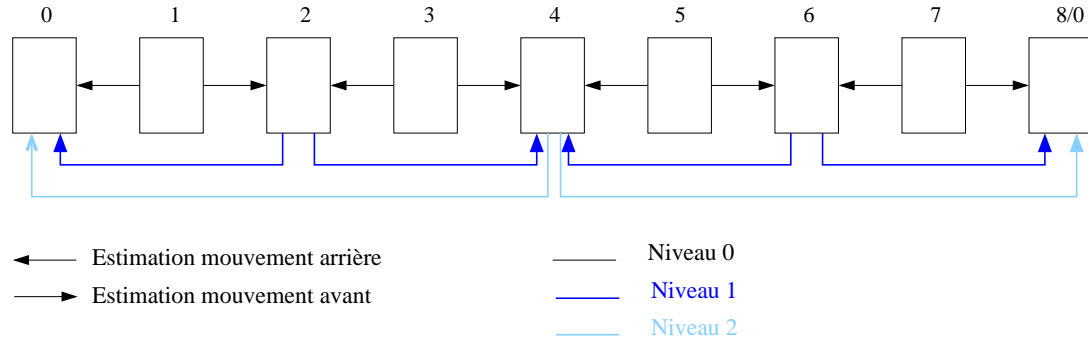 0 1 2 3 4 5 6 7 8/0
Estimation mouvement arrière
Estimation mouvement avant
Niveau 0
Niveau 1
Niveau 2